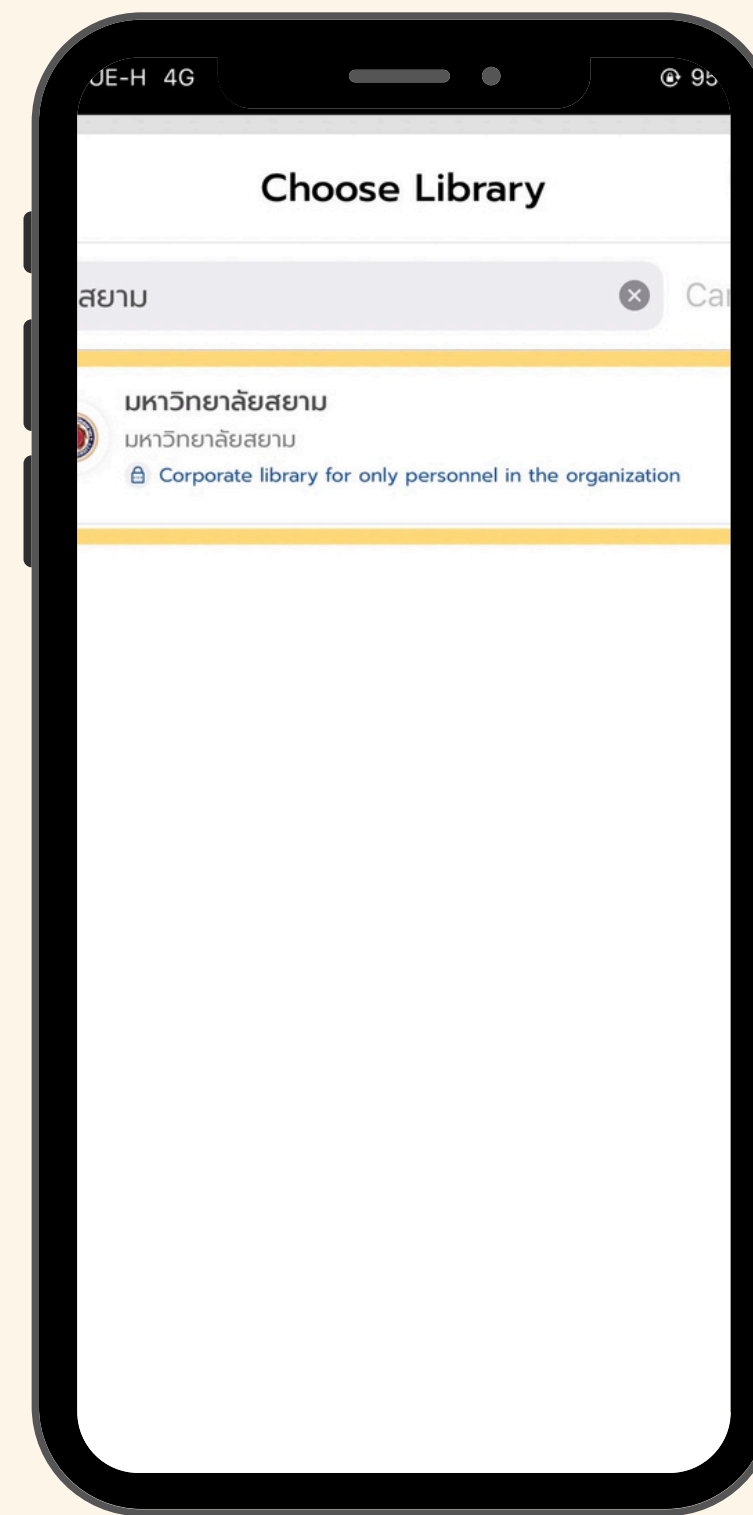 UE-H 4G 95
Choose Library
สยาม
มหาวิทยาลัยสยาม
มหาวิทยาลัยสยาม
Corporate library for only personnel in the organization